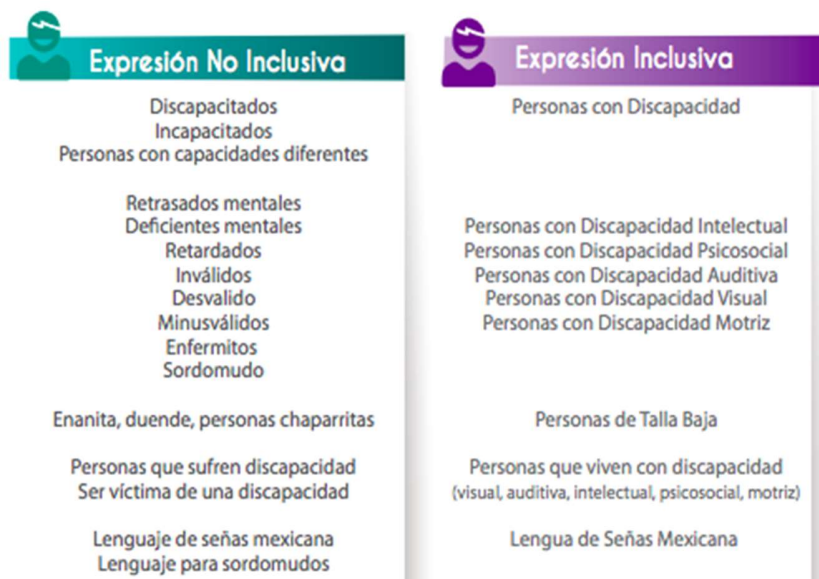 Expresión No Inclusiva
Discapacitados
Incapacitados
Personas con capacidades diferentes
Retrasados mentales
Deficientes mentales
Retardados
Inválidos
Desvalido
Minusválidos
Enfermitos
Sordomudo
Enanita, duende, personas chaparritas
Personas que sufren discapacidad
Ser víctima de una discapacidad
Lenguaje de señas mexicana
Lenguaje para sordomudos
Expresión Inclusiva
Personas con Discapacidad
Personas con Discapacidad Intelectual
Personas con Discapacidad Psicosocial
Personas con Discapacidad Auditiva
Personas con Discapacidad Visual
Personas con Discapacidad Motriz
Personas de Talla Baja
Personas que viven con discapacidad
(visual, auditiva, intelectual, psicosocial, motriz)
Lengua de Señas Mexicana